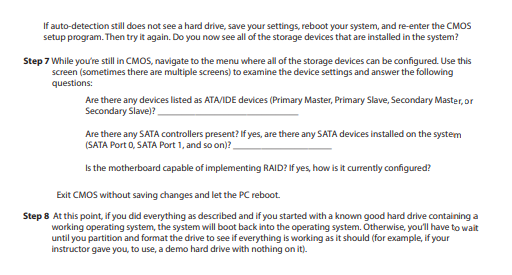 If auto-detection still does not see a hard drive, save your settings, reboot your system, and re-enter the CMOS
setup program. Then try it again. Do you now see all of the storage devices that are installed in the system?
Step 7 While you're still in CMOS, navigate to the menu where all of the storage devices can be configured. Use this
screen (sometimes there are multiple screens) to examine the device settings and answer the following
questions:
Are there any devices listed as ATA/IDE devices (Primary Master, Primary Slave, Secondary Master, or
Secondary Slave)? ______________________________
Are there any SATA controllers present? If yes, are there any SATA devices installed on the system
(SATA Port 0, SATA Port 1, and so on)? _____________________
Is the motherboard capable of implementing RAID? If yes, how is it currently configured?
Exit CMOS without saving changes and let the PC reboot.
Step 8 At this point, if you did everything as described and if you started with a known good hard drive containing a
working operating system, the system will boot back into the operating system. Otherwise, you'll have to wait
until you partition and format the drive to see if everything is working as it should (for example, if your
instructor gave you, to use, a demo hard drive with nothing on it).